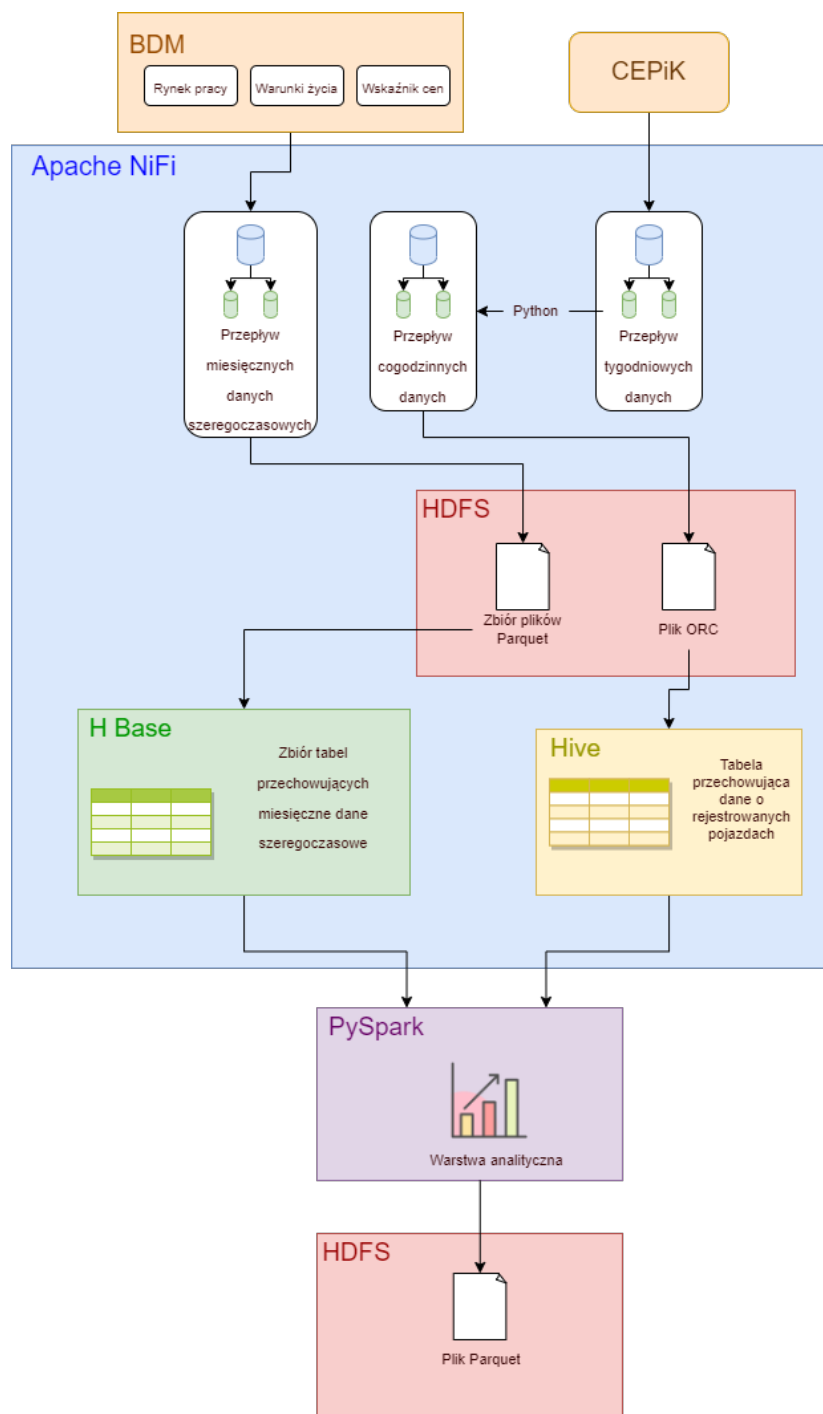 BDM
Rynek pracy
Warunki życia
Wskaźnik cen
CEPiK
Apache NiFi
Przepływ
miesięcznych
danych
szeregoczasowych
Przepływ
cogodzinnych
danych
Python
Przepływ
tygodniowych
danych
HDFS
Zbiór plików
Parquet
Plik ORC
H Base
Zbiór tabel
przechowujących
miesięczne dane
szeregoczasowe
Hive
Tabela
przechowująca
dane o
rejestrowanych
pojazdach
PySpark
Warstwa analityczna
HDFS
Plik Parquet